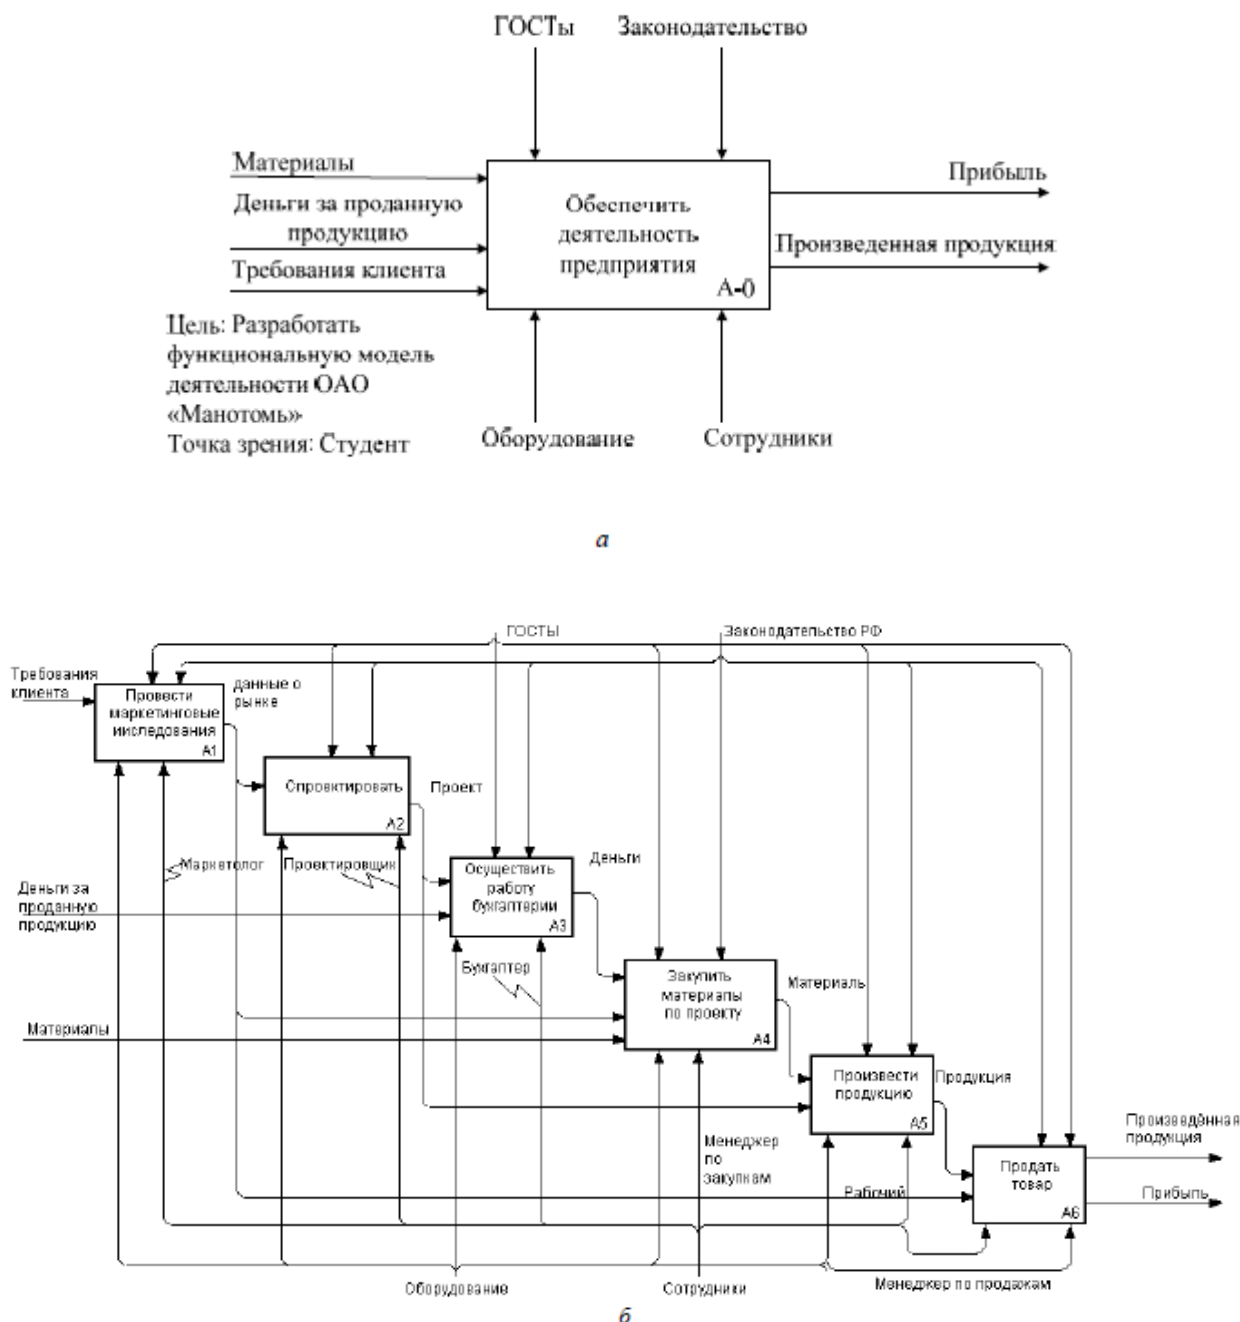 ГОСТы Законодательство
Материалы
Деньги за проданную
продукцию
Требования клиента
Обеспечить
деятельность
предприятия
А-0
Прибыль
Произведенная продукция
Цель: Разработать
функциональную модель
деятельности ОАО
«Манотомь»
Точка зрения: Студент
Оборудование
Сотрудники
а
ГОСТЫ
Законодательство РФ
Требования
клиента
Провести
маркетинговые
ииследования
А1
данные о
рынке
Спроектировать
А2
Проект
Маркетолог
Проектировщик
Осуществить
работу
бухгалтерии
А3
Деньги
Деньги за
проданную
продукцию
Бухгалтер
Закупить
материалы
по проекту
А4
Материаль
Материалы
Произвести
продукцию
А5
Продукция
Менеджер
по
закупкам
Рабочий
Продать
товар
А6
Произведённая
продукция
Прибыль
Оборудование
Сотрудники
Менеджер по продажам
б